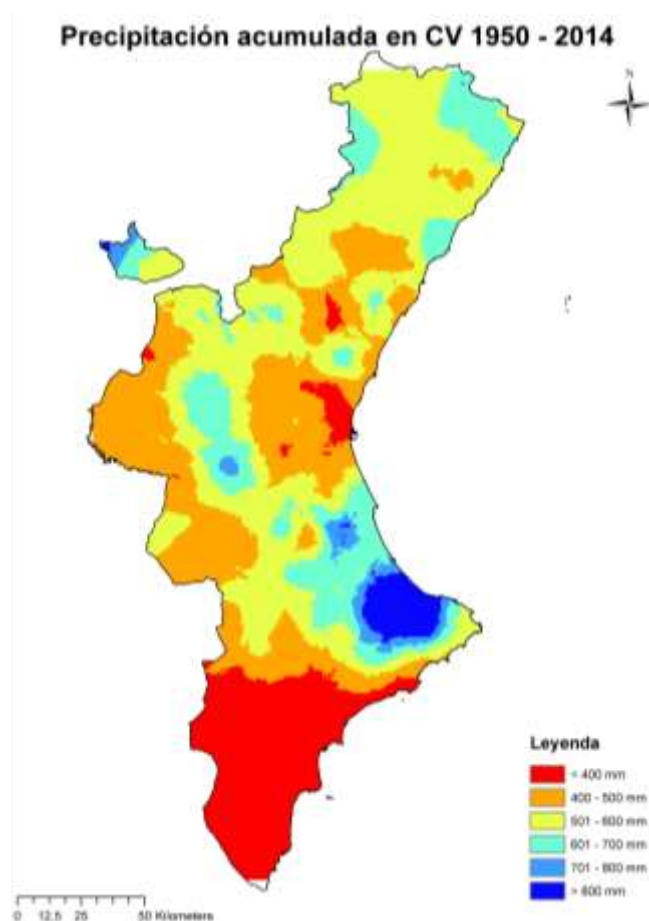 Precipitación acumulada en CV 1950 - 2014
N
Leyenda
< 400 mm
400 - 500 mm
501 - 600 mm
601 - 700 mm
701 - 800 mm
> 800 mm
0 12.5 25 50 Kilometers